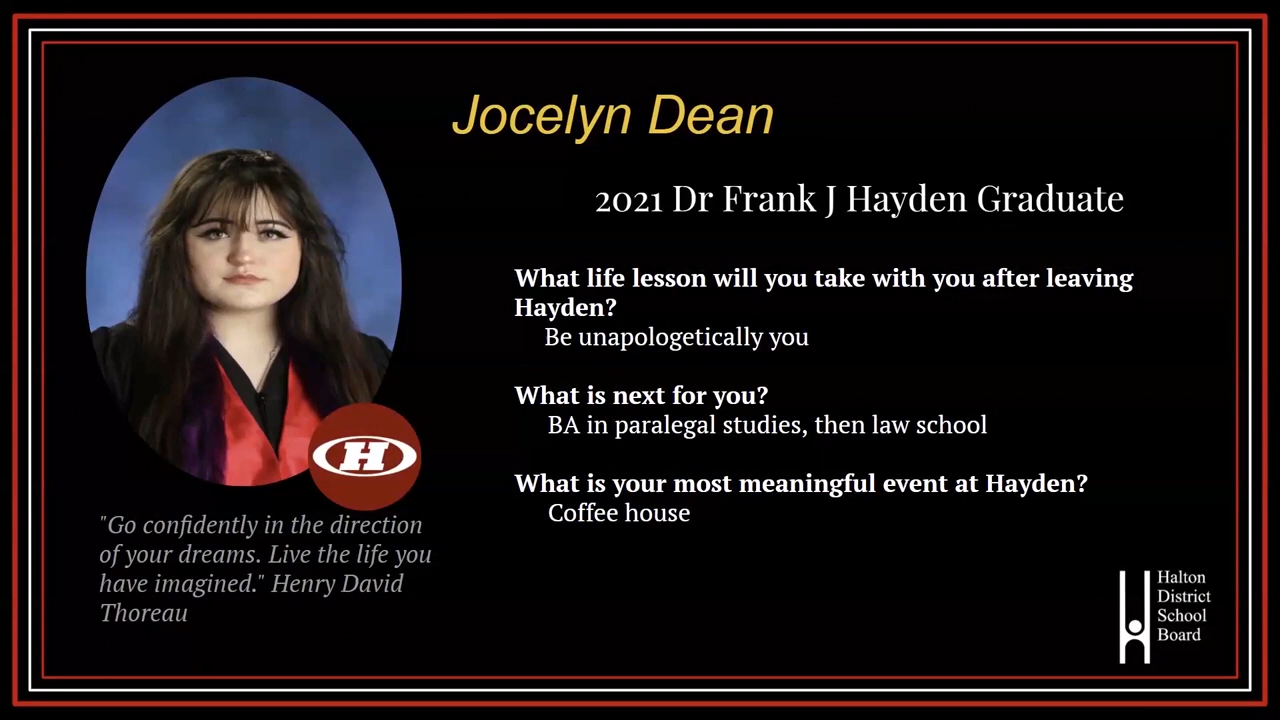 Jocelyn Dean
2021 Dr Frank J Hayden Graduate
What life lesson will you take with you after leaving
Hayden?
Be unapologetically you
What is next for you?
BA in paralegal studies, then law school
What is your most meaningful event at Hayden?
Coffee house
H
"Go confidently in the direction
of your dreams. Live the life you
have imagined." Henry David
Thoreau
Halton
District
School
Board